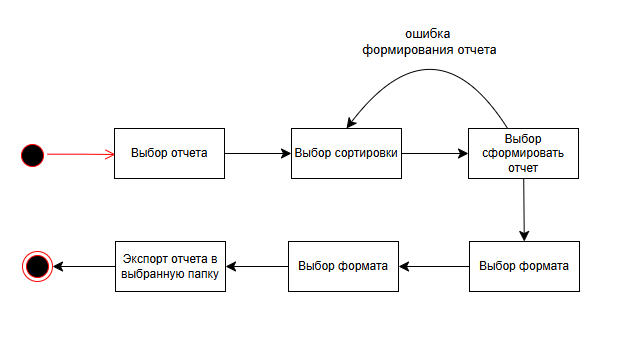 ошибка
формирования отчета
Выбор отчета
Выбор сортировки
Выбор
сформировать
отчет
Экспорт отчета в
выбранную папку
Выбор формата
Выбор формата